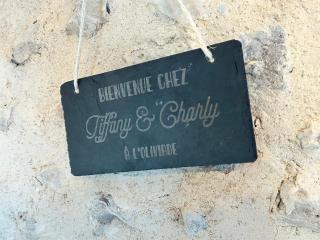 BIENVENUE CHEZ
Tiffany & Charly
À L'OLIVIADE